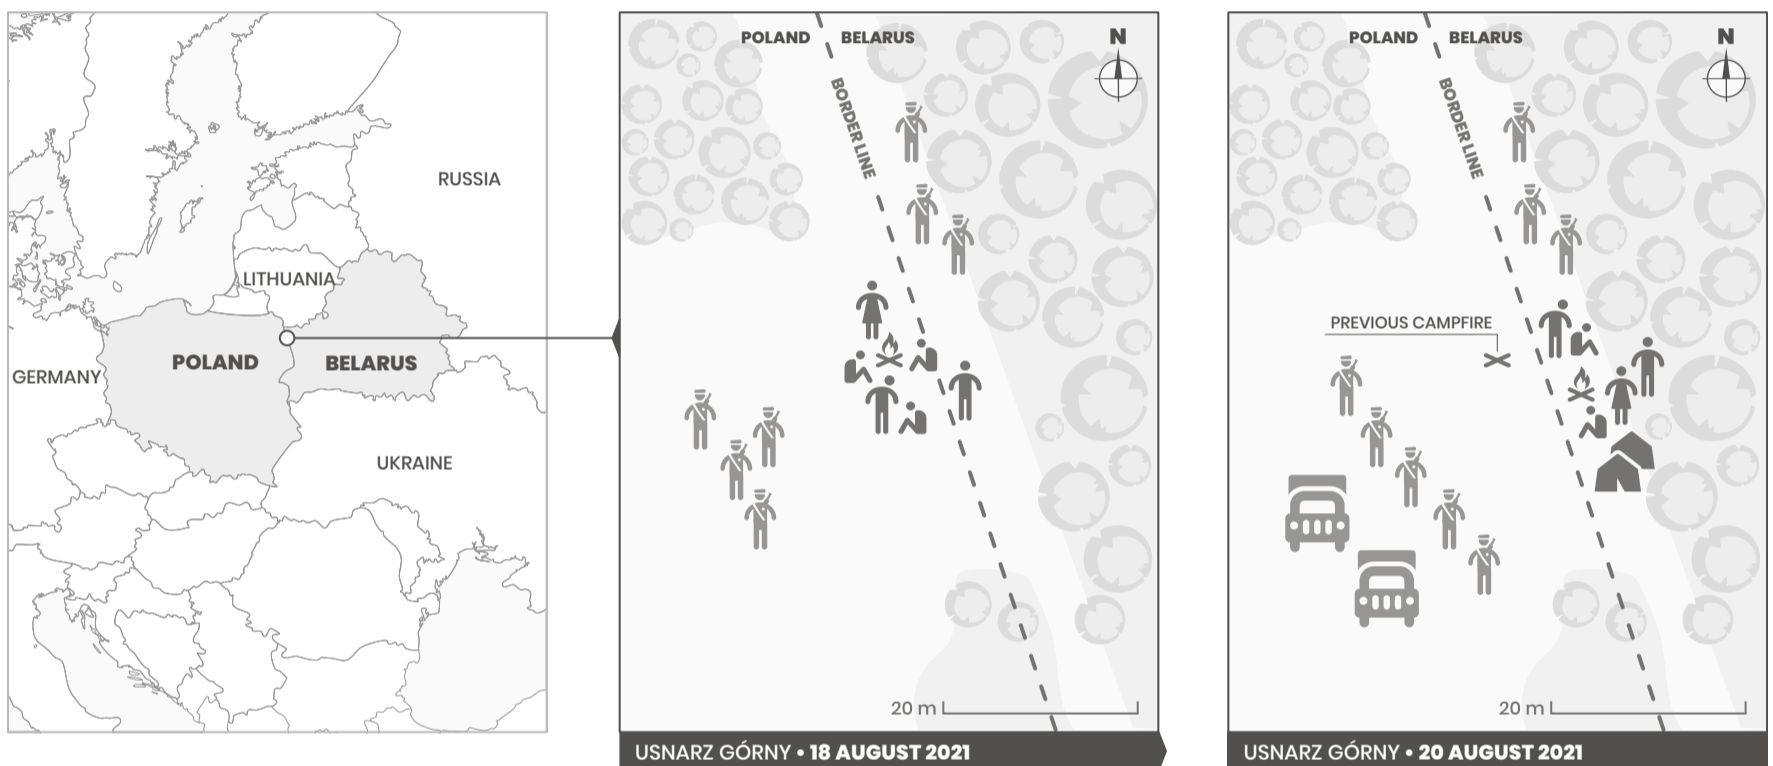 RUSSIA
LITHUANIA
POLAND
BELARUS
GERMANY
UKRAINE
POLAND BELARUS
N
BORDER LINE
20 m
USNARZ GÓRNY • 18 AUGUST 2021
POLAND BELARUS
N
BORDER LINE
PREVIOUS CAMPFIRE
20 m
USNARZ GÓRNY • 20 AUGUST 2021